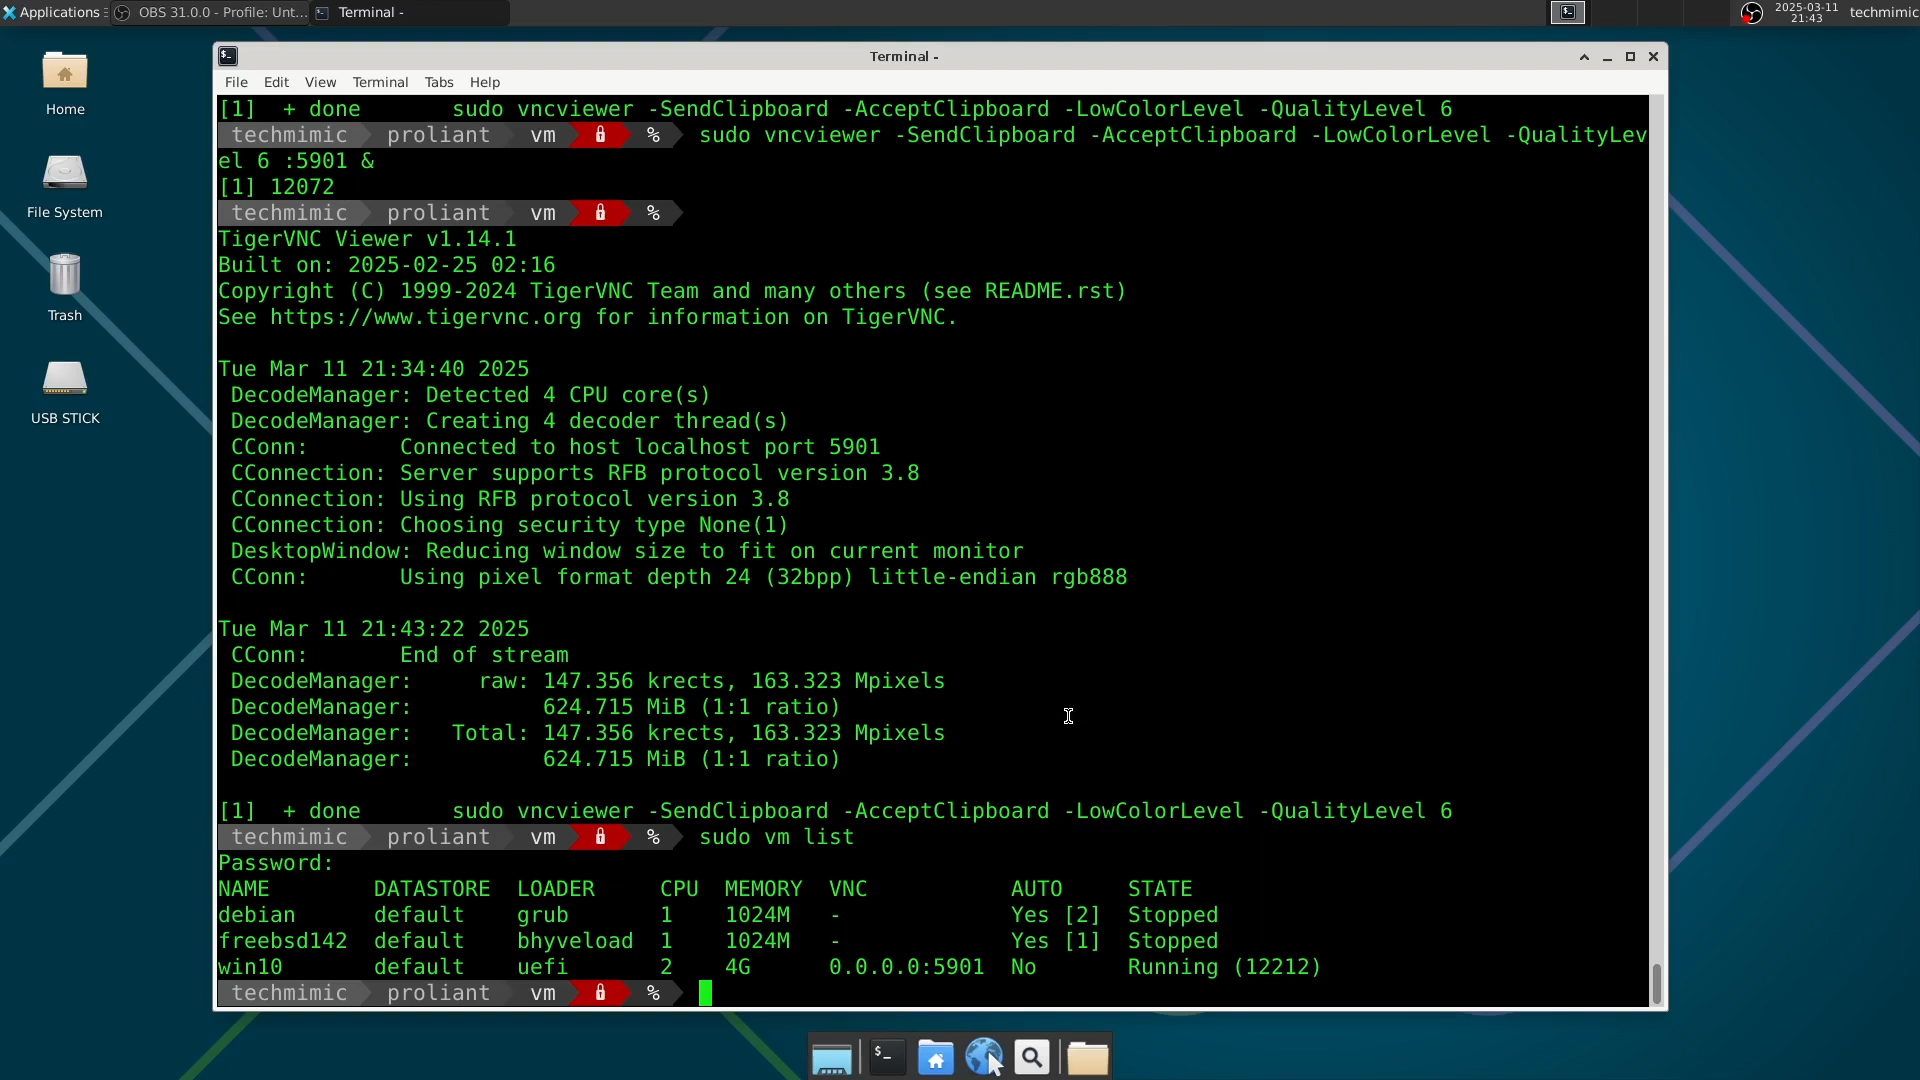 Applications
OBS 31.0.0 - Profile: Unt...
Terminal -
2025-03-11
21:43
techmimic
Home
File System
Trash
USB STICK
Terminal -
File Edit View Terminal Tabs Help
[1]  + done       sudo vncviewer -SendClipboard -AcceptClipboard -LowColorLevel -QualityLevel 6
techmimic proliant vm % sudo vncviewer -SendClipboard -AcceptClipboard -LowColorLevel -QualityLev
el 6 :5901 &
[1] 12072
techmimic proliant vm %
TigerVNC Viewer v1.14.1
Built on: 2025-02-25 02:16
Copyright (C) 1999-2024 TigerVNC Team and many others (see README.rst)
See https://www.tigervnc.org for information on TigerVNC.
Tue Mar 11 21:34:40 2025
DecodeManager: Detected 4 CPU core(s)
DecodeManager: Creating 4 decoder thread(s)
CConn:       Connected to host localhost port 5901
CConnection: Server supports RFB protocol version 3.8
CConnection: Using RFB protocol version 3.8
CConnection: Choosing security type None(1)
DesktopWindow: Reducing window size to fit on current monitor
CConn:       Using pixel format depth 24 (32bpp) little-endian rgb888
Tue Mar 11 21:43:22 2025
CConn:       End of stream
DecodeManager:     raw: 147.356 krects, 163.323 Mpixels
DecodeManager:          624.715 MiB (1:1 ratio)
DecodeManager:   Total: 147.356 krects, 163.323 Mpixels
DecodeManager:          624.715 MiB (1:1 ratio)
[1]  + done       sudo vncviewer -SendClipboard -AcceptClipboard -LowColorLevel -QualityLevel 6
techmimic proliant vm % sudo vm list
Password:
NAME        DATASTORE  LOADER     CPU  MEMORY  VNC           AUTO     STATE
debian      default    grub       1    1024M   -             Yes [2]  Stopped
freebsd142  default    bhyveload  1    1024M   -             Yes [1]  Stopped
win10       default    uefi       2    4G      0.0.0.0:5901  No       Running (12212)
techmimic proliant vm %